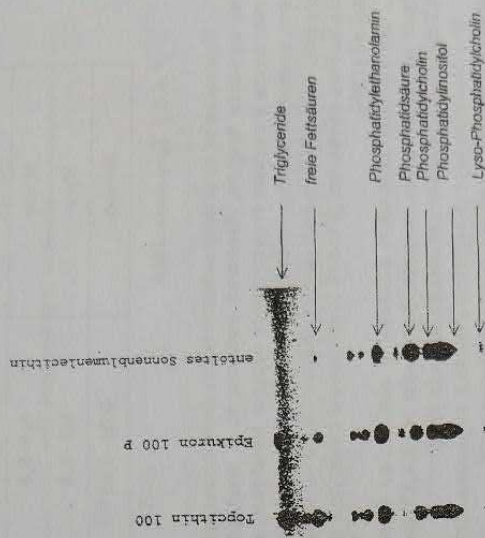 Triglyceride
freie Fettsäuren
Phosphatidylethanolamin
Phosphatidsäure
Phosphatidylcholin
Phosphatidylinositol
Lyso-Phosphatidylcholin
entöltes Sonnenblumenlecithin
Epikuron 100 P
Topcithin 100